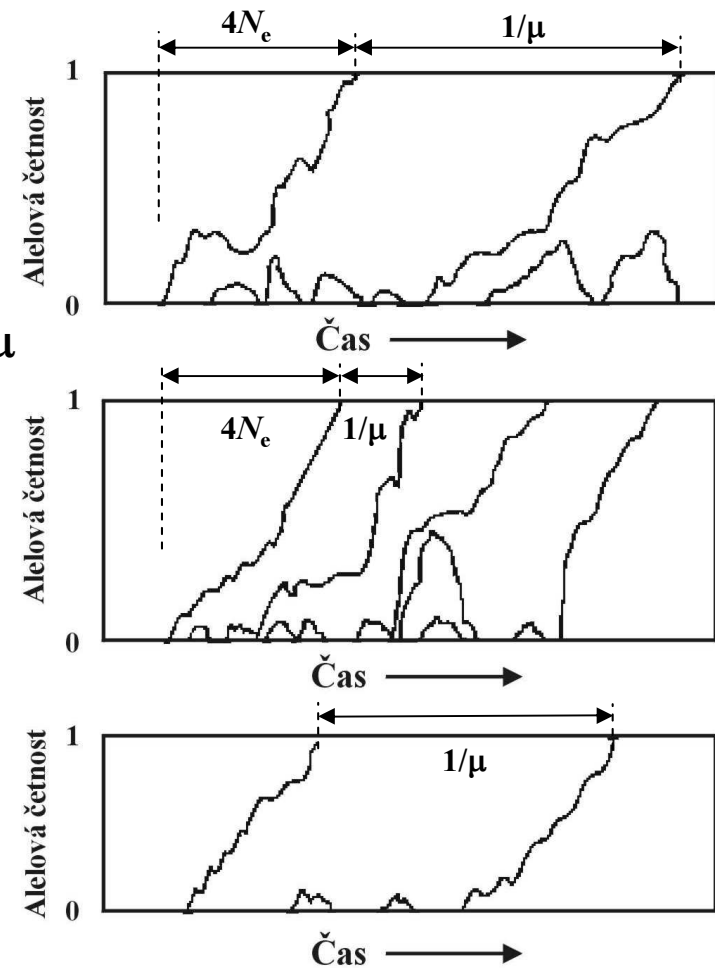 4Nₑ 1/μ
1
Alelová četnost
0
Čas
μ
1
4Nₑ 1/μ
Alelová četnost
0
Čas
1
1/μ
Alelová četnost
0
Čas